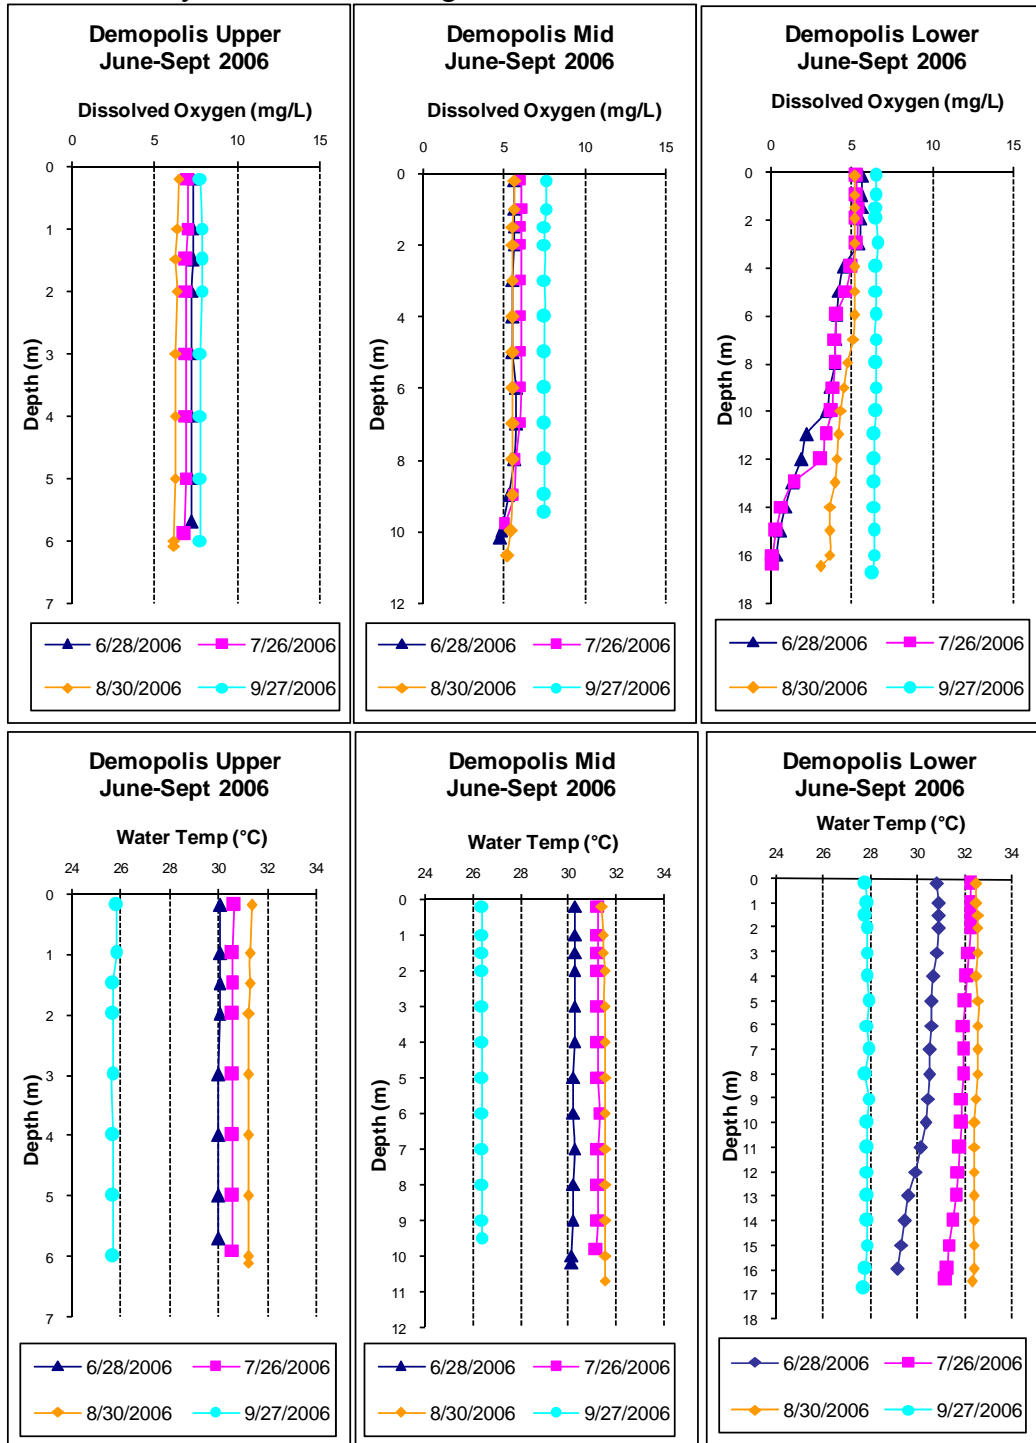 Demopolis Upper
June-Sept 2006
Dissolved Oxygen (mg/L)
0 5 10 15
0
1
2
3
4
5
6
7
Depth (m)
6/28/2006 7/26/2006
8/30/2006 9/27/2006
Demopolis Mid
June-Sept 2006
Dissolved Oxygen (mg/L)
0 5 10 15
0
2
4
6
8
10
12
Depth (m)
6/28/2006 7/26/2006
8/30/2006 9/27/2006
Demopolis Lower
June-Sept 2006
Dissolved Oxygen (mg/L)
0 5 10 15
0
2
4
6
8
10
12
14
16
18
Depth (m)
6/28/2006 7/26/2006
8/30/2006 9/27/2006
Demopolis Upper
June-Sept 2006
Water Temp (°C)
24 26 28 30 32 34
0
1
2
3
4
5
6
7
Depth (m)
6/28/2006 7/26/2006
8/30/2006 9/27/2006
Demopolis Mid
June-Sept 2006
Water Temp (°C)
24 26 28 30 32 34
0
1
2
3
4
5
6
7
8
9
10
11
12
Depth (m)
6/28/2006 7/26/2006
8/30/2006 9/27/2006
Demopolis Lower
June-Sept 2006
Water Temp (°C)
24 26 28 30 32 34
0
1
2
3
4
5
6
7
8
9
10
11
12
13
14
15
16
17
18
Depth (m)
6/28/2006 7/26/2006
8/30/2006 9/27/2006